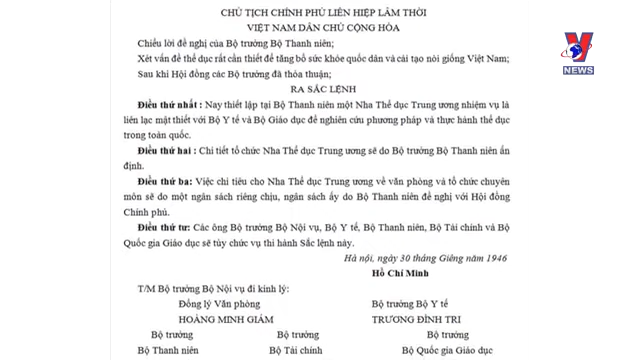 CHỦ TỊCH CHÍNH PHỦ LIÊN HIỆP LÂM THỜI
VIỆT NAM DÂN CHỦ CỘNG HÒA
Chiếu lời đề nghị của Bộ trưởng Bộ Thanh niên;
Xét vấn đề thể dục rất cần thiết để tăng bổ sức khỏe quốc dân và cải tạo nòi giống Việt Nam;
Sau khi Hội đồng các Bộ trưởng đã thỏa thuận;
RA SẮC LỆNH
Điều thứ nhất : Nay thiết lập tại Bộ Thanh niên một Nha Thể dục Trung ương nhiệm vụ là
liên lạc mật thiết với Bộ Y tế và Bộ Giáo dục để nghiên cứu phương pháp và thực hành thể dục
trong toàn quốc.
Điều thứ hai : Chi tiết tổ chức Nha Thể dục Trung ương sẽ do Bộ trưởng Bộ Thanh niên ấn
định.
Điều thứ ba: Việc chi tiêu cho Nha Thể dục Trung ương về văn phòng và tổ chức chuyên
môn sẽ do một ngân sách riêng chịu, ngân sách ấy do Bộ Thanh niên đề nghị với Hội đồng
Chính phủ.
Điều thứ tư: Các ông Bộ trưởng Bộ Nội vụ, Bộ Y tế, Bộ Thanh niên, Bộ Tài chính và Bộ
Quốc gia Giáo dục sẽ tùy chức vụ thi hành Sắc lệnh này.
Hà nội, ngày 30 tháng Giêng năm 1946
Hồ Chí Minh
T/M Bộ trưởng Bộ Nội vụ đi kinh lý:
Đổng lý Văn phòng Bộ trưởng Bộ Y tế
HOÀNG MINH GIÁM TRƯƠNG ĐÌNH TRI
Bộ trưởng Bộ trưởng Bộ trưởng
Bộ Thanh niên Bộ Tài chính Bộ Quốc gia Giáo dục
V NEWS